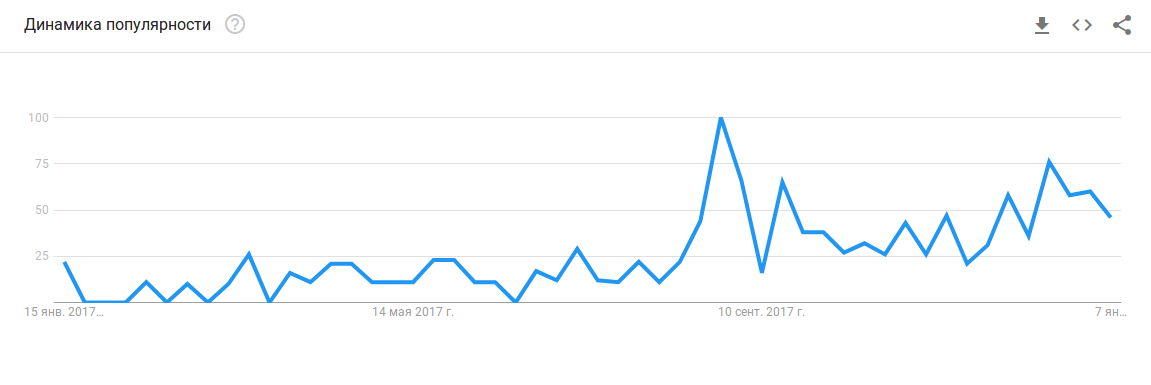 Динамика популярности ?
100
75
50
25
15 янв. 2017…
14 мая 2017 г.
10 сент. 2017 г.
7 ян…